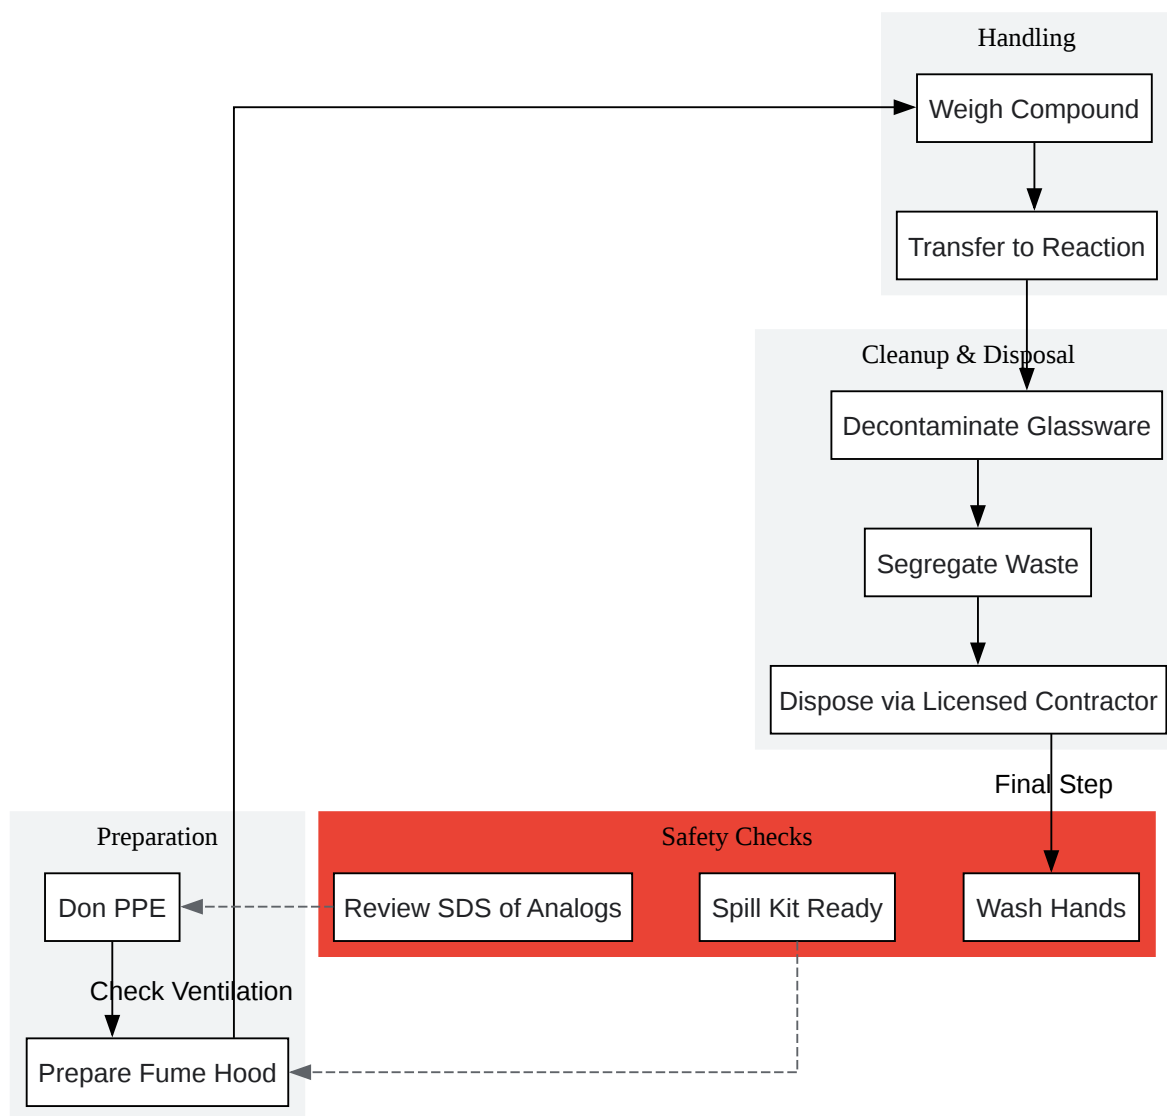 Handling
Weigh Compound
Transfer to Reaction
Cleanup & Disposal
Decontaminate Glassware
Segregate Waste
Dispose via Licensed Contractor
Final Step
Preparation
Safety Checks
Don PPE
Review SDS of Analogs
Spill Kit Ready
Wash Hands
Check Ventilation
Prepare Fume Hood